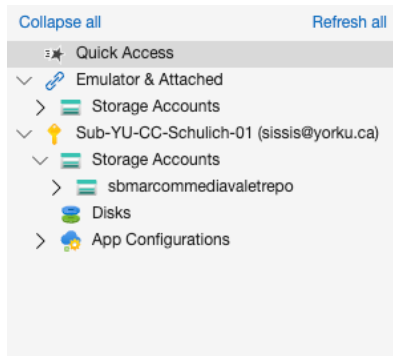 Collapse all Refresh all
Quick Access
Emulator & Attached
Storage Accounts
Sub-YU-CC-Schulich-01 (sissis@yorku.ca)
Storage Accounts
sbmarcommediavaletrepo
Disks
App Configurations